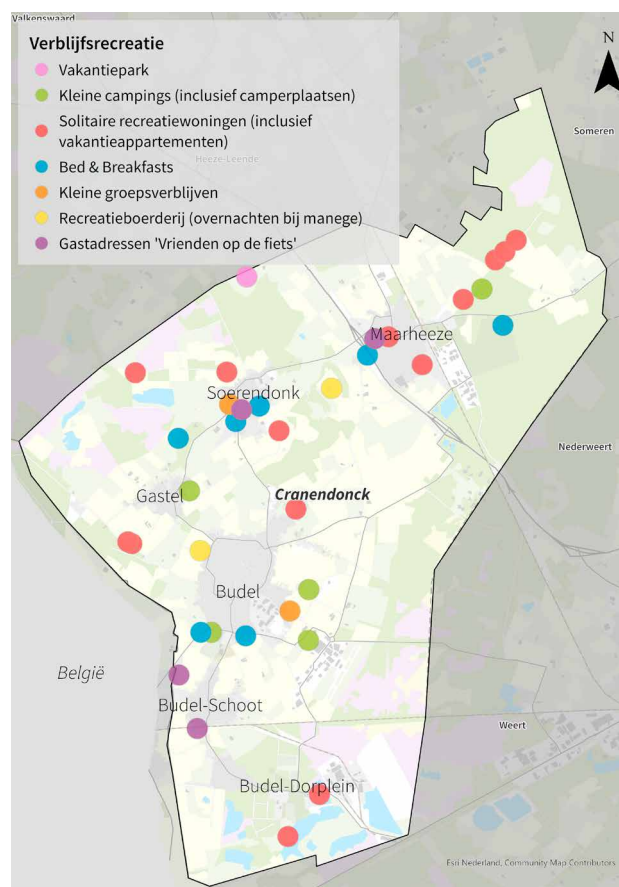 Valkenswaard
Verblijfsrecreatie
Vakantiepark
Kleine campings (inclusief camperplaatsen)
Solitaire recreatiewoningen (inclusief
vakantieappartementen)
Bed & Breakfasts
Kleine groepsverblijven
Recreatieboerderij (overnachten bij manege)
Gastadressen 'Vrienden op de fiets'
N
Someren
Heeze-Leende
Maarheeze
Soerendonk
Nederweert
Gastel
Cranendonck
Budel
België
Budel-Schoot
Weert
Budel-Dorplein
Esri Nederland, Community Map Contributors